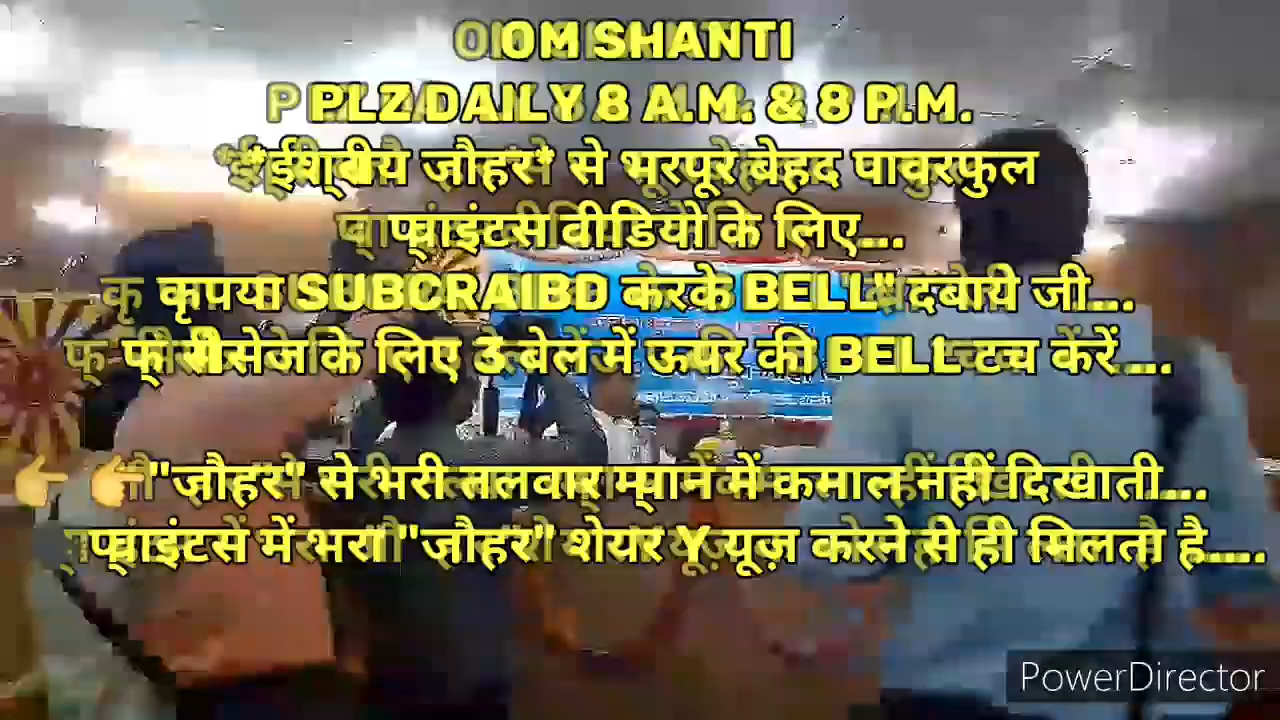 OM SHANTI
PLZ DAILY 8 A.M. & 8 P.M.
*ईश्वरीय जौहर* से भरपूर बेहद पावरफुल
प्वाइंटस वीडियो के लिए...
कृपया SUBCRAIBD करके BELL" दबाये जी...
फ्री मैसेज के लिए 3 बेल में ऊपर की BELL टच करें...
👉"जौहर" से भरी तलवार म्यान में कमाल नहीं दिखाती...
प्वाइंटसें में भरा "जौहर" शेयर Y यूज़ करने से ही मिलता है....
PowerDirector